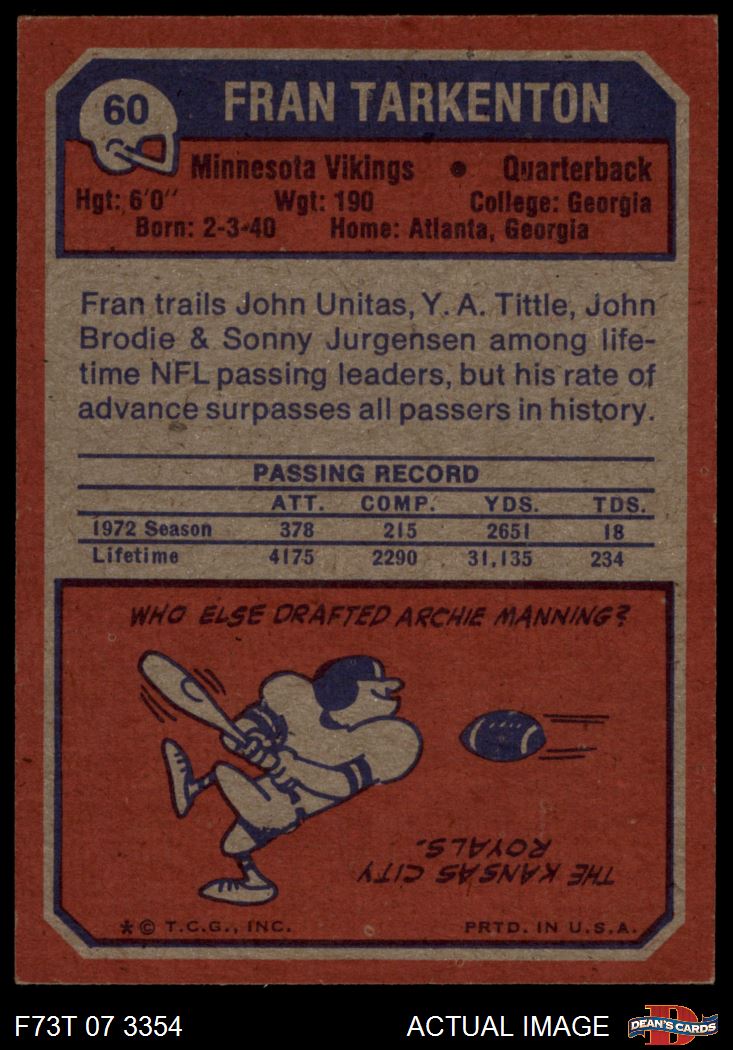 60
FRAN TARKENTON
Minnesota Vikings • Quarterback
Hgt: 6'0" Wgt: 190 College: Georgia
Born: 2-3-40 Home: Atlanta, Georgia
Fran trails John Unitas, Y. A. Tittle, John
Brodie & Sonny Jurgensen among life-
time NFL passing leaders, but his rate of
advance surpasses all passers in history.
PASSING RECORD
ATT. COMP. YDS. TDS.
1972 Season 378 215 2651 18
Lifetime 4175 2290 31,135 234
WHO ELSE DRAFTED ARCHIE MANNING?
THE KANSAS CITY
ROYALS.
* © T.C.G., INC. PRTD. IN U.S.A.
F73T 07 3354 ACTUAL IMAGE DEAN'S CARDS